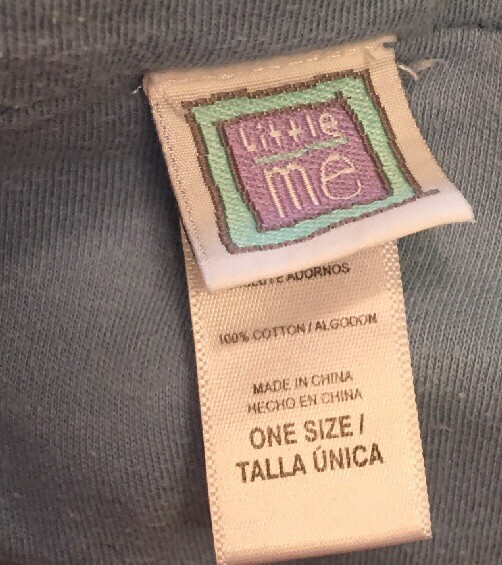 Little
me
ADORNOS
100% COTTON / ALGODON
MADE IN CHINA
HECHO EN CHINA
ONE SIZE /
TALLA ÚNICA